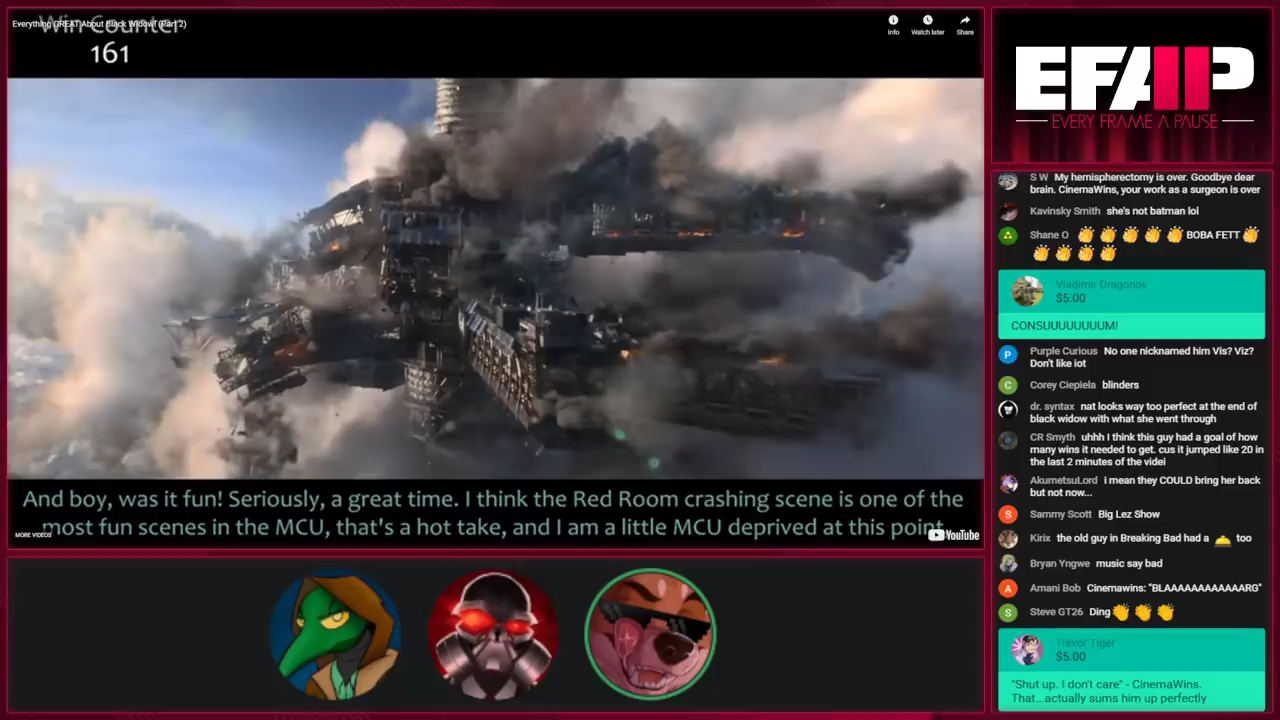 Everything GREAT About Black Widow! (Part 2)
Win Counter
161
Info
Watch later
Share
And boy, was it fun! Seriously, a great time. I think the Red Room crashing scene is one of the
most fun scenes in the MCU, that's a hot take, and I am a little MCU deprived at this point.
MORE VIDEOS
YouTube
EFAP
EVERY FRAME A PAUSE
S W My hemispherectomy is over. Goodbye dear
brain. CinemaWins, your work as a surgeon is over
Kavinsky Smith she's not batman lol
Shane O 👏👏👏👏👏 BOBA FETT 👏
👏👏👏👏
Vladimir Dragonov
$5.00
CONSUUUUUUUUM!
P
Purple Curious No one nicknamed him Vis? Viz?
Don't like iot
C
Corey Ciepiela blinders
dr. syntax nat looks way too perfect at the end of
black widow with what she went through
CR Smyth uhhh I think this guy had a goal of how
many wins it needed to get. cus it jumped like 20 in
the last 2 minutes of the videi
AkumetsuLord i mean they COULD bring her back
but not now...
S
Sammy Scott Big Lez Show
Kirix the old guy in Breaking Bad had a 🛎 too
Bryan Yngwe music say bad
A
Amani Bob Cinemawins: "BLAAAAAAAAAAAARG"
S
Steve GT26 Ding 👏👏👏
Trevor Tiger
$5.00
"Shut up. I don't care" - CinemaWins.
That...actually sums him up perfectly